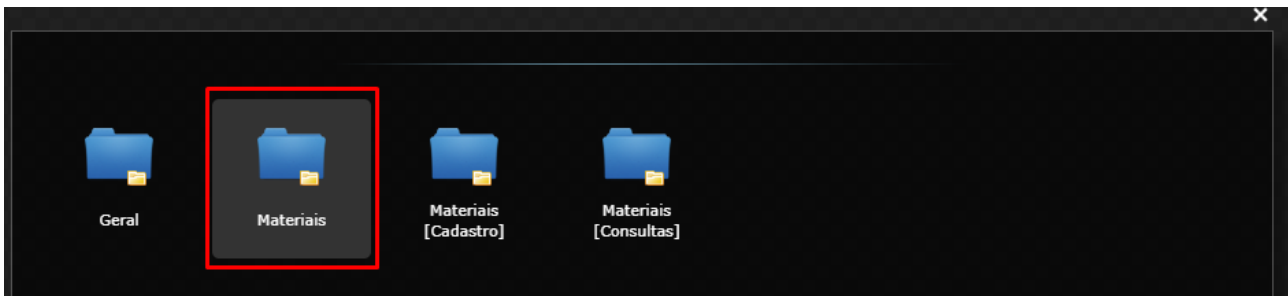 Geral
Materiais
Materiais
[Cadastro]
Materiais
[Consultas]